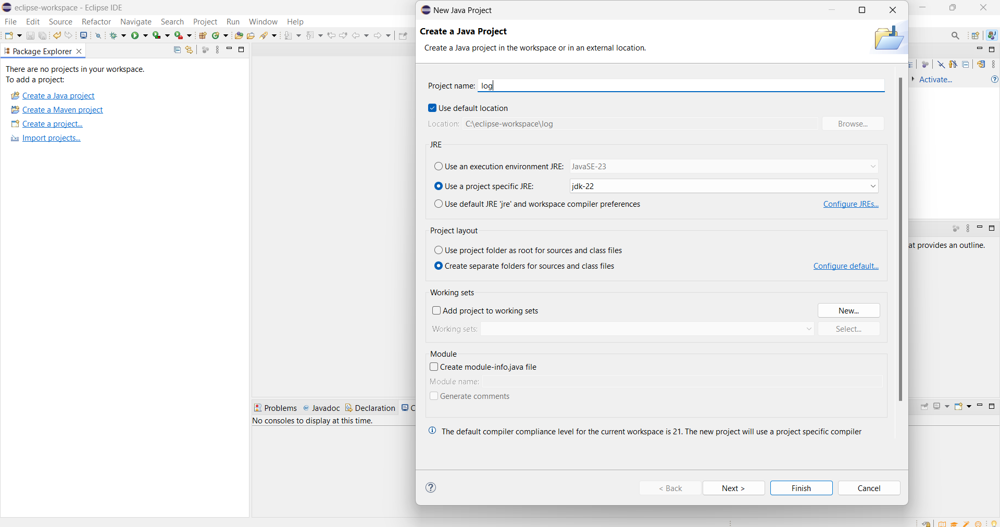 eclipse-workspace - Eclipse IDE
File Edit Source Refactor Navigate Search Project Run Window Help
Package Explorer
There are no projects in your workspace.
To add a project:
Create a Java project
Create a Maven project
Create a project...
Import projects...
New Java Project
Create a Java Project
Create a Java project in the workspace or in an external location.
Project name: log
Use default location
Location: C:\eclipse-workspace\log Browse...
JRE
Use an execution environment JRE: JavaSE-23
Use a project specific JRE: jdk-22
Use default JRE 'jre' and workspace compiler preferences Configure JREs...
Project layout
Use project folder as root for sources and class files
Create separate folders for sources and class files Configure default...
Working sets
Add project to working sets New...
Working sets: Select...
Module
Create module-info.java file
Module name:
Generate comments
The default compiler compliance level for the current workspace is 21. The new project will use a project specific compiler
< Back Next > Finish Cancel
Activate...
at provides an outline.
Problems @ Javadoc Declaration C
No consoles to display at this time.